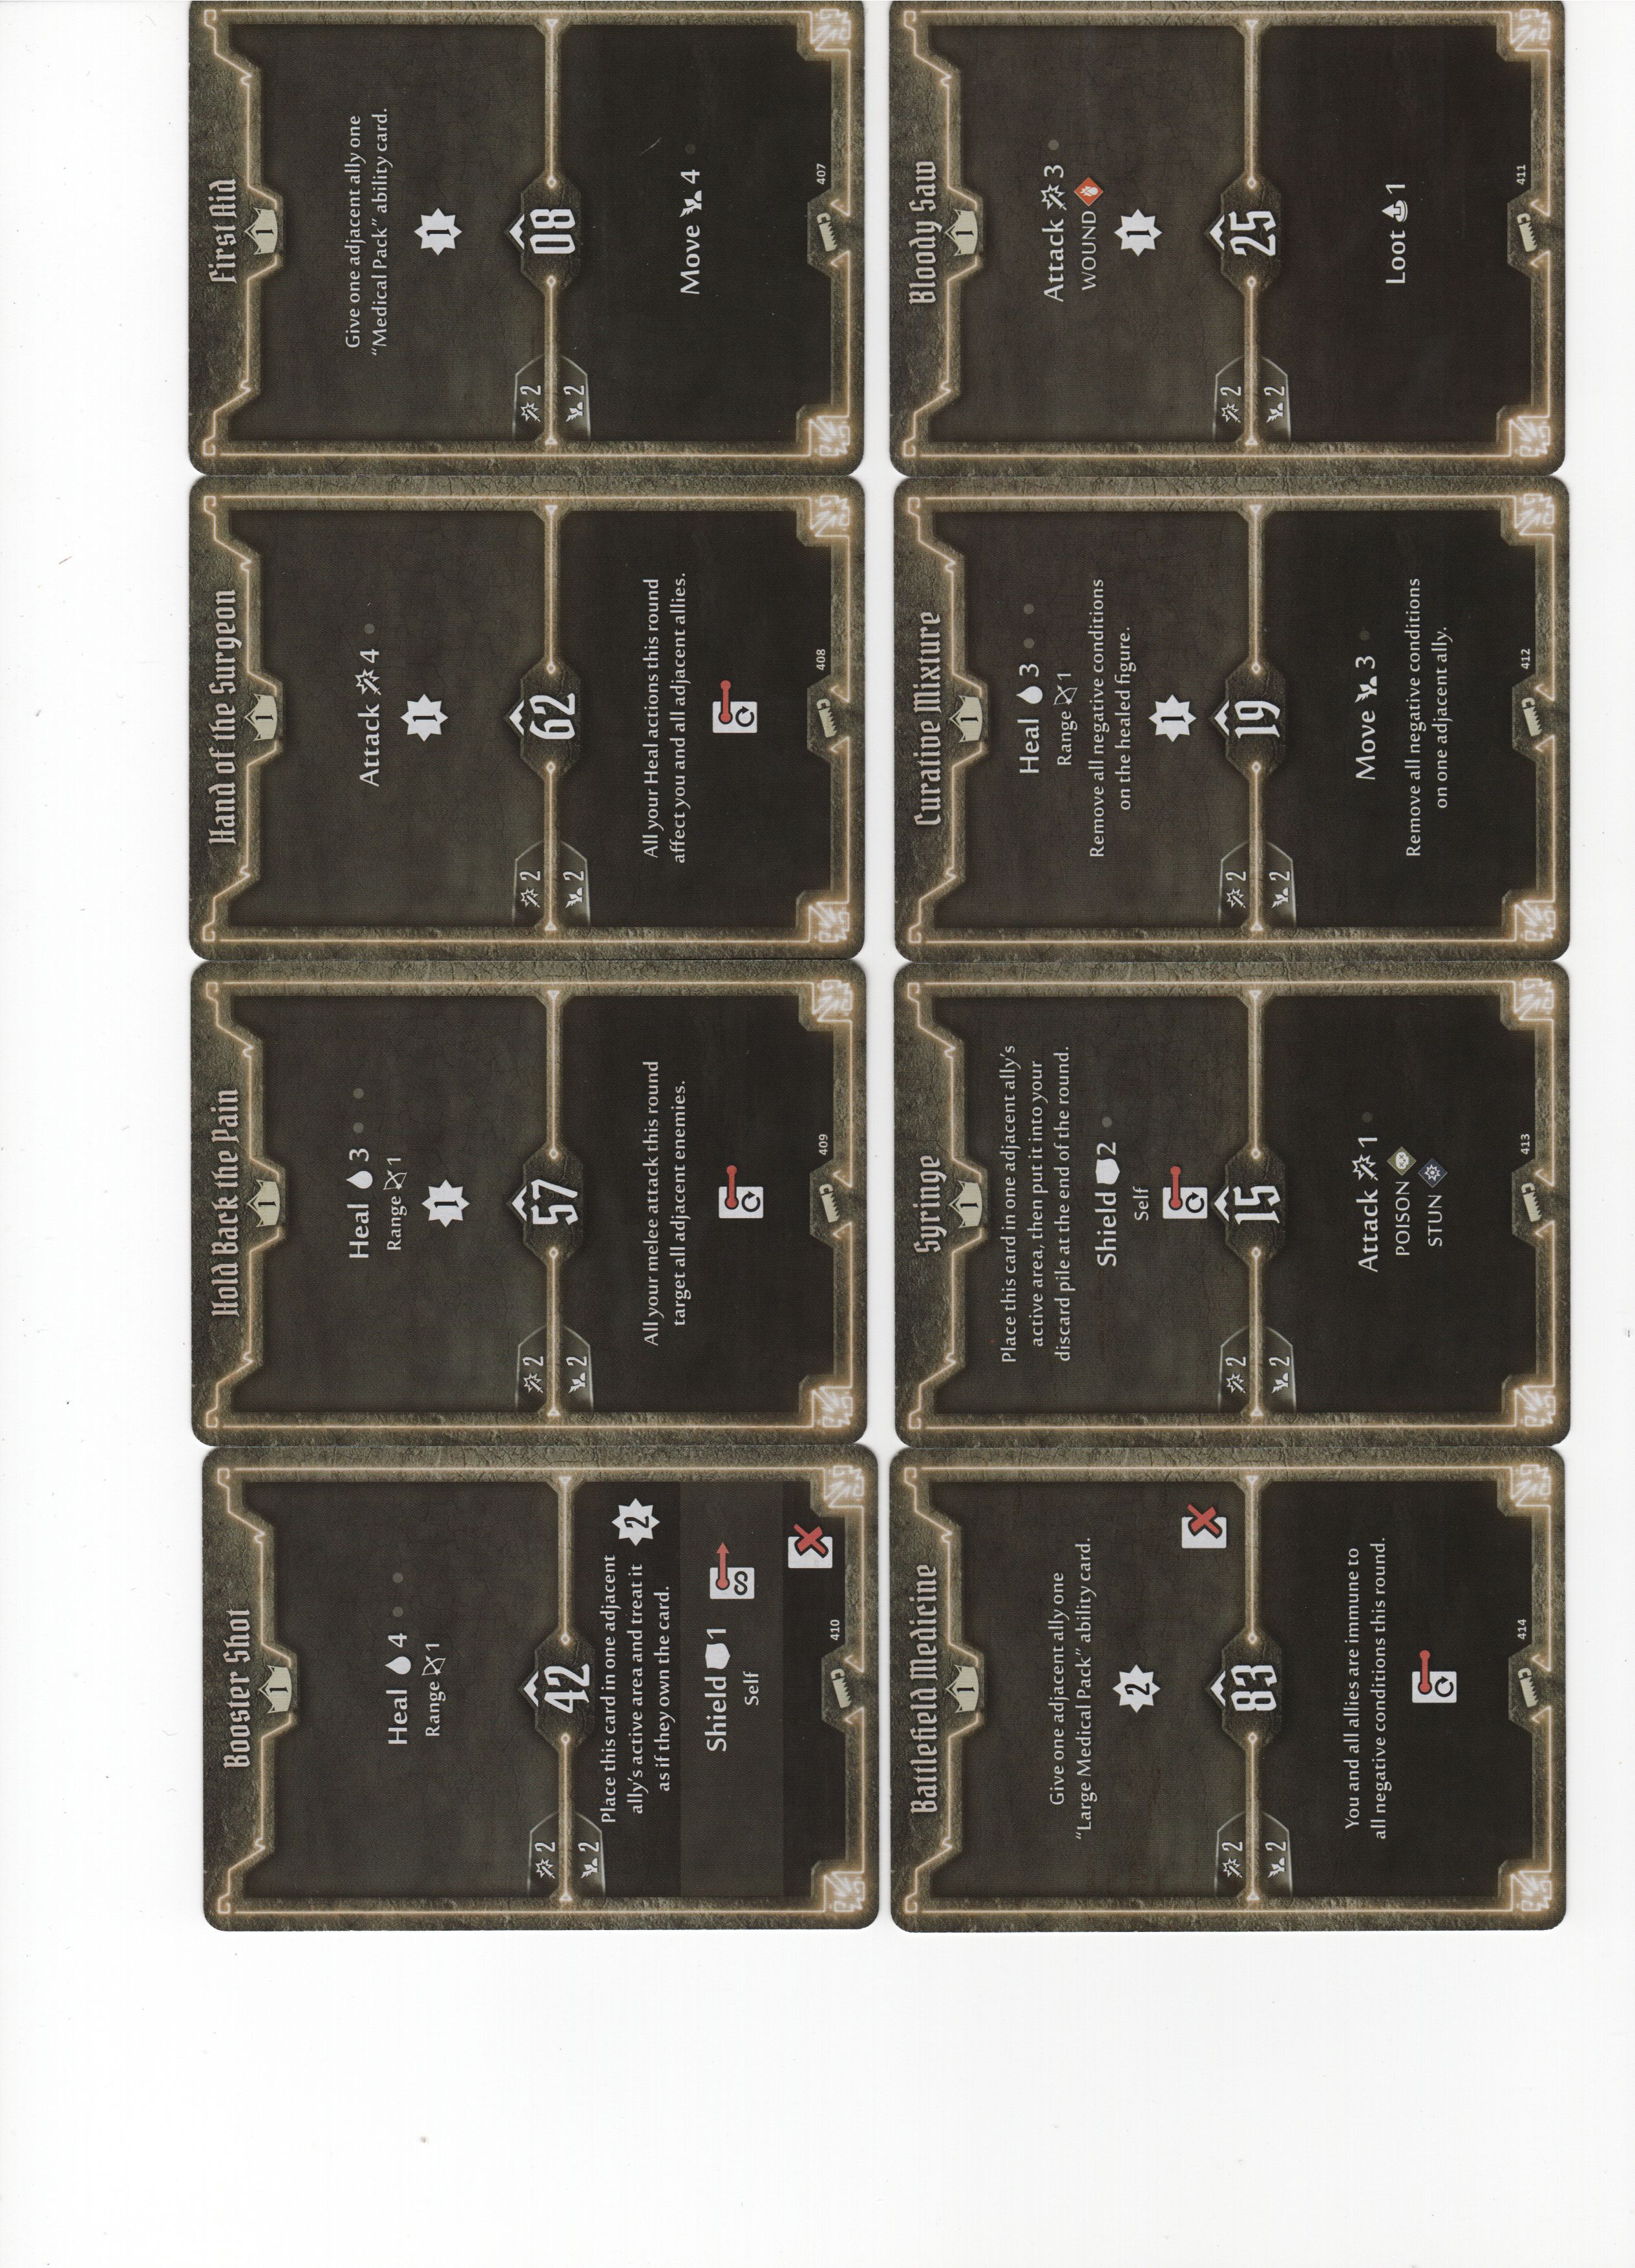 Booster Shot
1
Heal 4
Range 1
2
42
2
Place this card in one adjacent
ally's active area and treat it
as if they own the card.
2
Shield 1
Self
410
Hold Back the Pain
1
Heal 3
Range 1
1
2
57
2
All your melee attack this round
target all adjacent enemies.
409
Hand of the Surgeon
1
Attack 4
1
2
62
2
All your Heal actions this round
affect you and all adjacent allies.
408
First Aid
1
Give one adjacent ally one
"Medical Pack" ability card.
1
2
08
2
Move 4
407
Battlefield Medicine
1
Give one adjacent ally one
"Large Medical Pack" ability card.
2
2
83
2
You and all allies are immune to
all negative conditions this round.
414
Syringe
1
Place this card in one adjacent ally's
active area, then put it into your
discard pile at the end of the round.
Shield 2
Self
2
15
2
Attack 1
POISON
STUN
413
Curative Mixture
1
Heal 3
Range 1
Remove all negative conditions
on the healed figure.
1
2
19
2
Move 3
Remove all negative conditions
on one adjacent ally.
412
Bloody Saw
1
Attack 3
WOUND
1
2
25
2
Loot 1
411